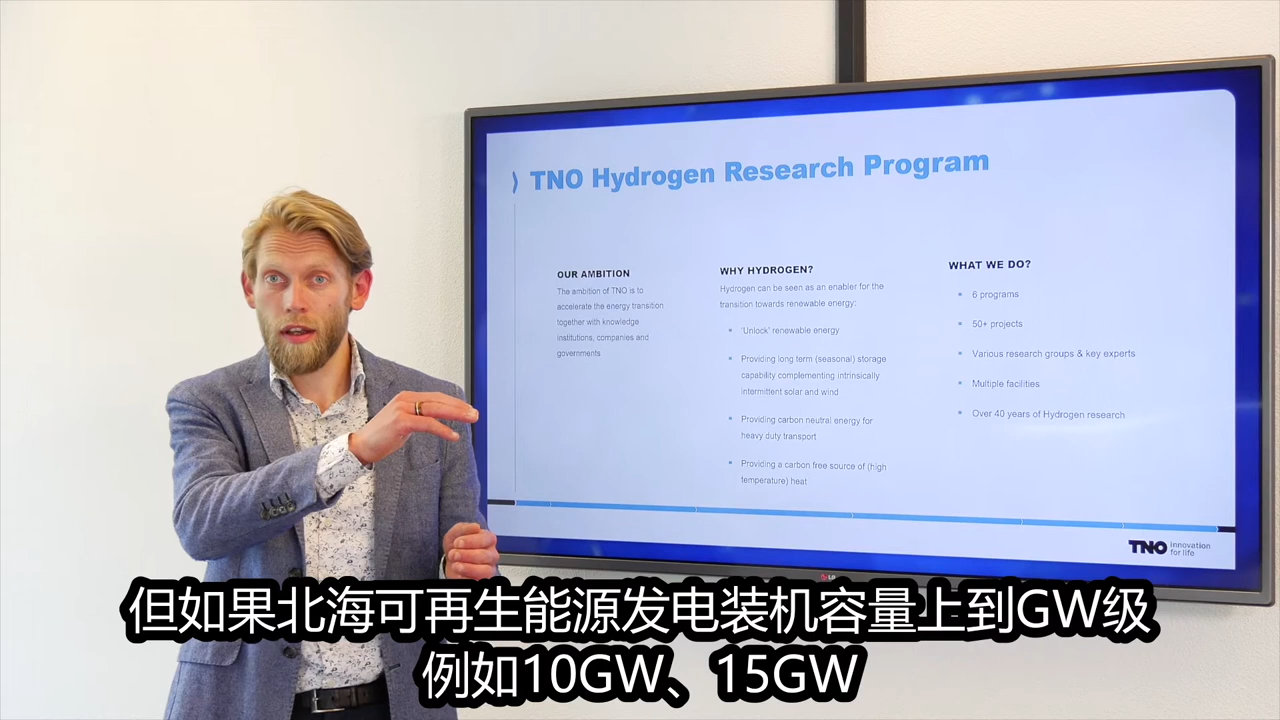 TNO Hydrogen Research Program
OUR AMBITION
The ambition of TNO is to
accelerate the energy transition
together with knowledge
institutions, companies and
governments
WHY HYDROGEN?
Hydrogen can be seen as an enabler for the
transition towards renewable energy:
'Unlock' renewable energy
Providing long term (seasonal) storage
capability complementing intrinsically
intermittent solar and wind
Providing carbon neutral energy for
heavy duty transport
Providing a carbon free source of (high
temperature) heat
WHAT WE DO?
6 programs
50+ projects
Various research groups & key experts
Multiple facilities
Over 40 years of Hydrogen research
TNO innovation
for life
LG
但如果北海可再生能源发电装机容量上到GW级
例如10GW、15GW